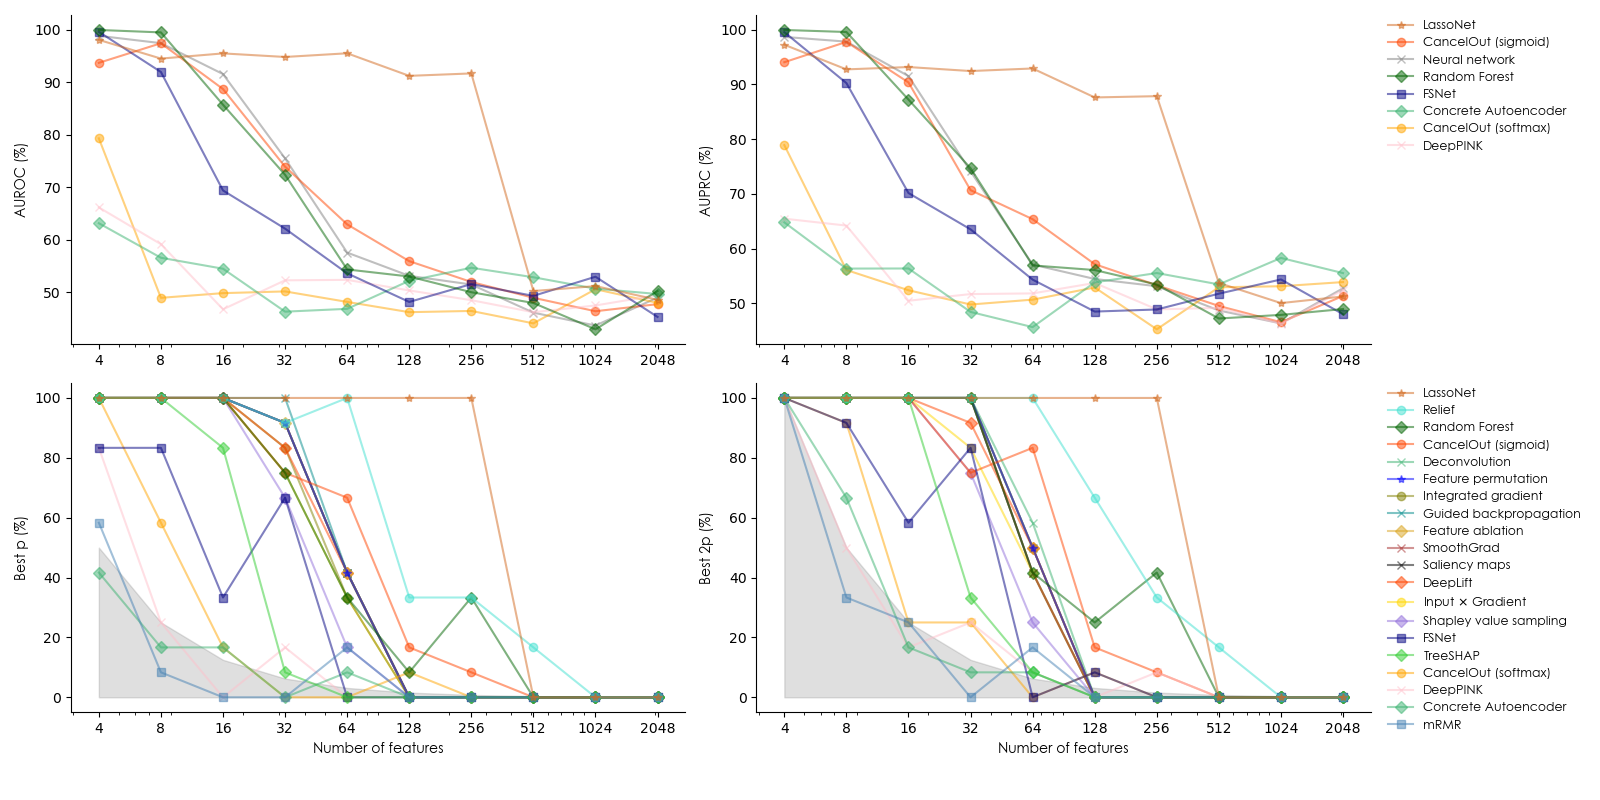 100
90
80
70
60
50
AUROC (%)
4 8 16 32 64 128 256 512 1024 2048
100
90
80
70
60
50
AUPRC (%)
4 8 16 32 64 128 256 512 1024 2048
LassoNet
CancelOut (sigmoid)
Neural network
Random Forest
FSNet
Concrete Autoencoder
CancelOut (softmax)
DeepPINK
100
80
60
40
20
0
Best p (%)
4 8 16 32 64 128 256 512 1024 2048
Number of features
100
80
60
40
20
0
Best 2p (%)
4 8 16 32 64 128 256 512 1024 2048
Number of features
LassoNet
Relief
Random Forest
CancelOut (sigmoid)
Deconvolution
Feature permutation
Integrated gradient
Guided backpropagation
Feature ablation
SmoothGrad
Saliency maps
DeepLift
Input × Gradient
Shapley value sampling
FSNet
TreeSHAP
CancelOut (softmax)
DeepPINK
Concrete Autoencoder
mRMR